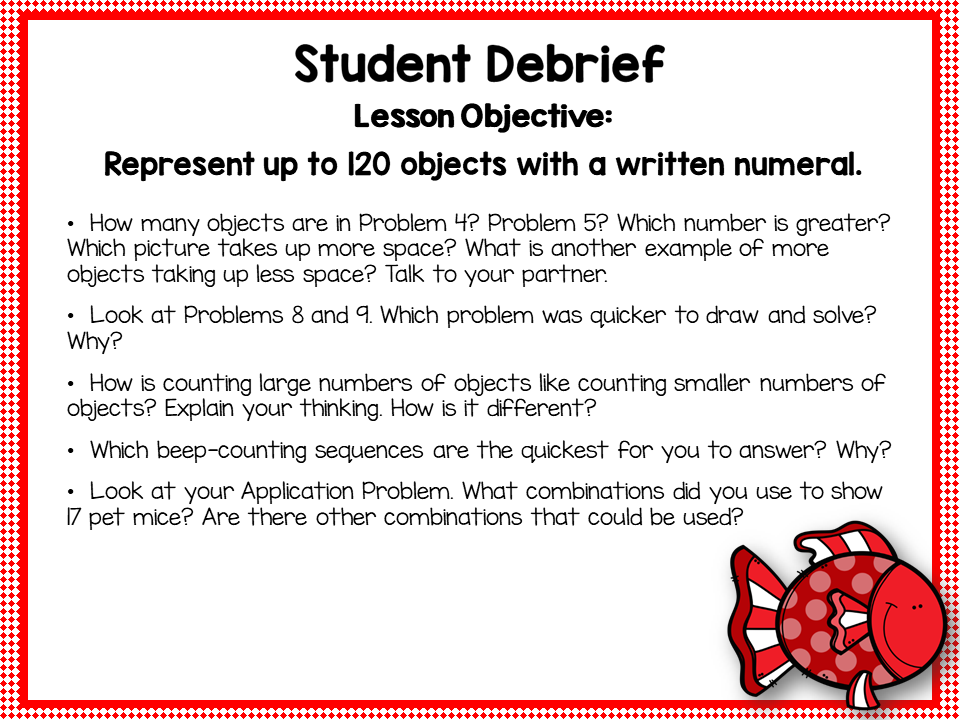 Student Debrief
Lesson Objective:
Represent up to 120 objects with a written numeral.
• How many objects are in Problem 4? Problem 5? Which number is greater?
Which picture takes up more space? What is another example of more
objects taking up less space? Talk to your partner.
• Look at Problems 8 and 9. Which problem was quicker to draw and solve?
Why?
• How is counting large numbers of objects like counting smaller numbers of
objects? Explain your thinking. How is it different?
• Which beep-counting sequences are the quickest for you to answer? Why?
• Look at your Application Problem. What combinations did you use to show
17 pet mice? Are there other combinations that could be used?